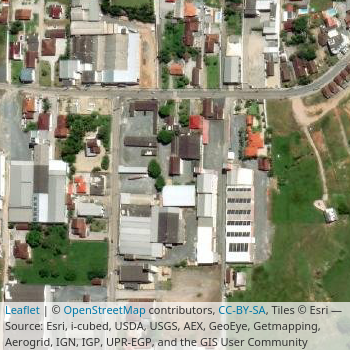 Leaflet | © OpenStreetMap contributors, CC-BY-SA, Tiles © Esri —
Source: Esri, i-cubed, USDA, USGS, AEX, GeoEye, Getmapping,
Aerogrid, IGN, IGP, UPR-EGP, and the GIS User Community